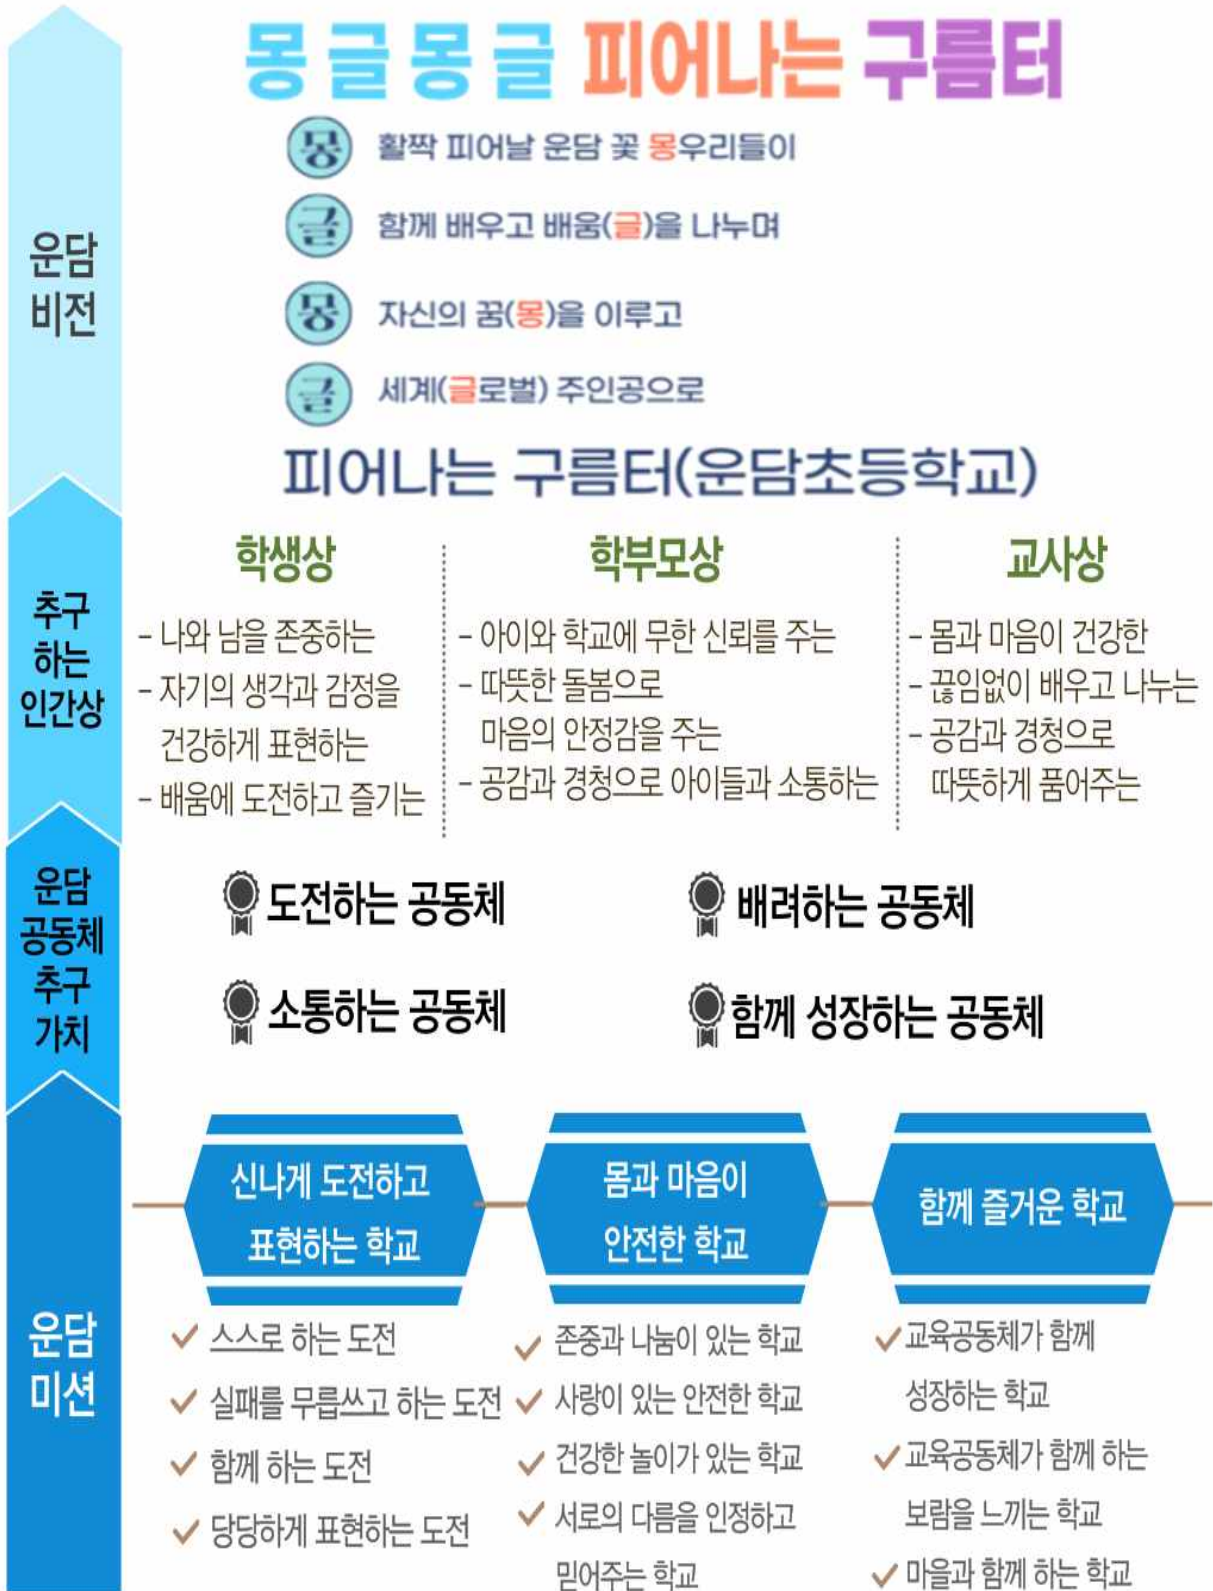 몽글몽글 피어나는 구름터
몽 활짝 피어날 운담 꽃 몽우리들이
글 함께 배우고 배움(글)을 나누며
몽 자신의 꿈(몽)을 이루고
글 세계(글로벌) 주인공으로
피어나는 구름터(운담초등학교)
운담
비전
추구
하는
인간상
학생상
- 나와 남을 존중하는
- 자기의 생각과 감정을
건강하게 표현하는
- 배움에 도전하고 즐기는
학부모상
- 아이와 학교에 무한 신뢰를 주는
- 따뜻한 돌봄으로
마음의 안정감을 주는
- 공감과 경청으로 아이들과 소통하는
교사상
- 몸과 마음이 건강한
- 끊임없이 배우고 나누는
- 공감과 경청으로
따뜻하게 품어주는
운담
공동체
추구
가치
도전하는 공동체
배려하는 공동체
소통하는 공동체
함께 성장하는 공동체
운담
미션
신나게 도전하고
표현하는 학교
스스로 하는 도전
실패를 무릅쓰고 하는 도전
함께 하는 도전
당당하게 표현하는 도전
몸과 마음이
안전한 학교
존중과 나눔이 있는 학교
사랑이 있는 안전한 학교
건강한 놀이가 있는 학교
서로의 다름을 인정하고
믿어주는 학교
함께 즐거운 학교
교육공동체가 함께
성장하는 학교
교육공동체가 함께 하는
보람을 느끼는 학교
마을과 함께 하는 학교